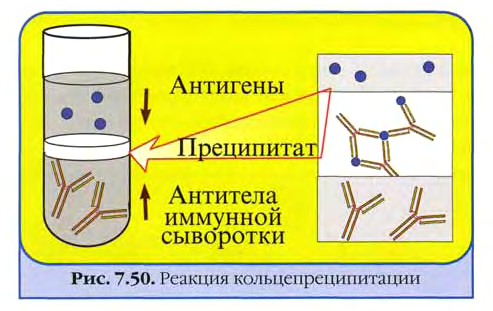 Антигены
Преципитат
Антитела
иммунной
сыворотки
Рис. 7.50. Реакция кольцепреципитации